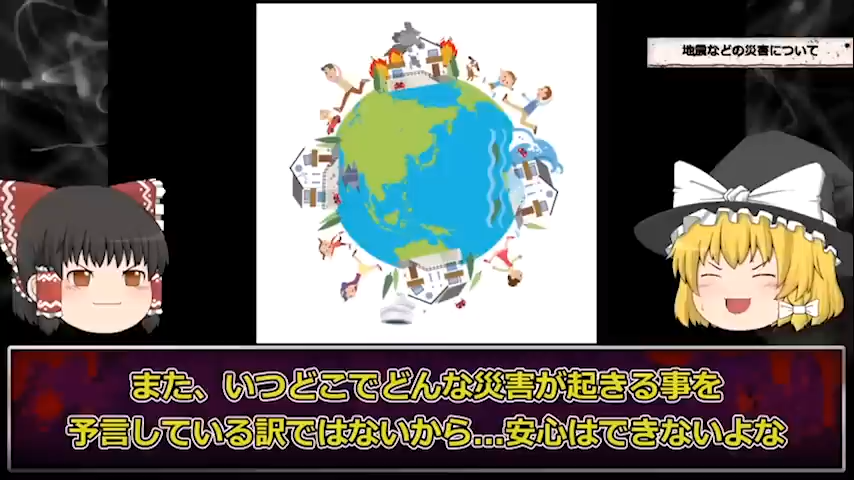 地震などの災害について
また、いつどこでどんな災害が起きる事を
予言している訳ではないから...安心はできないよな